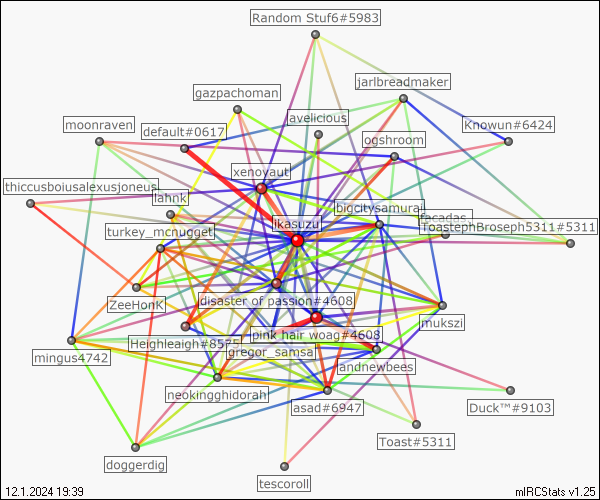 Random Stuf6#5983
jarlbreadmaker
gazpachoman
avelicious
moonraven
default#0617
Knowun#6424
ogshroom
xenovaut
thiccusboiusalexusjoneus
lahnX
bigcitysamurai
facadas
ikasuzu
ToastephBroseph5311#5311
turkey_mcnugget
disaster of passion#4608
ZeeHonK
mukszi
pink hair woag#4608
Heighleaigh#8575
gregor_samsa
mingus4742
andnewbees
neokingghidorah
asad#6947
Duck™#9103
Toast#5311
doggerdig
tescoroll
12.1.2024 19:39
mIRCStats v1.25